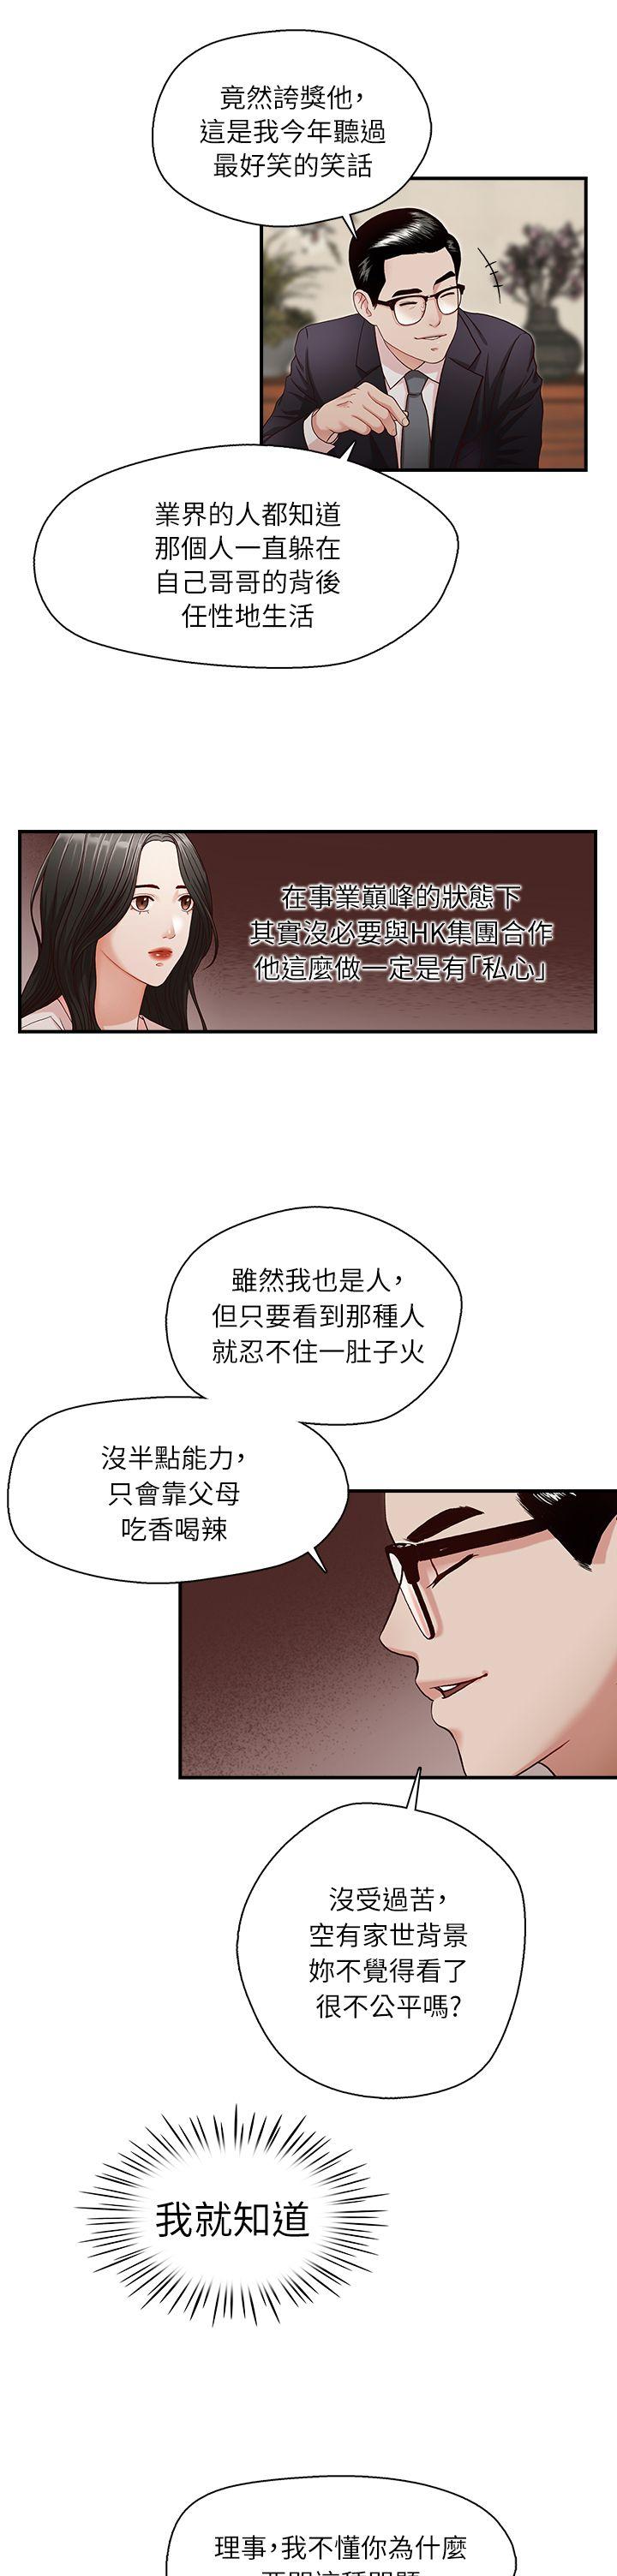 竟然誇獎他，
這是我今年聽過
最好笑的笑話
業界的人都知道
那個人一直躲在
自己哥哥的背後
任性地生活
在事業巔峰的狀態下
其實沒必要與HK集團合作
他這麼做一定是有「私心」
雖然我也是人，
但只要看到那種人
就忍不住一肚子火
沒半點能力，
只會靠父母
吃香喝辣
沒受過苦，
空有家世背景
妳不覺得看了
很不公平嗎?
我就知道
理事，我不懂你為什麼